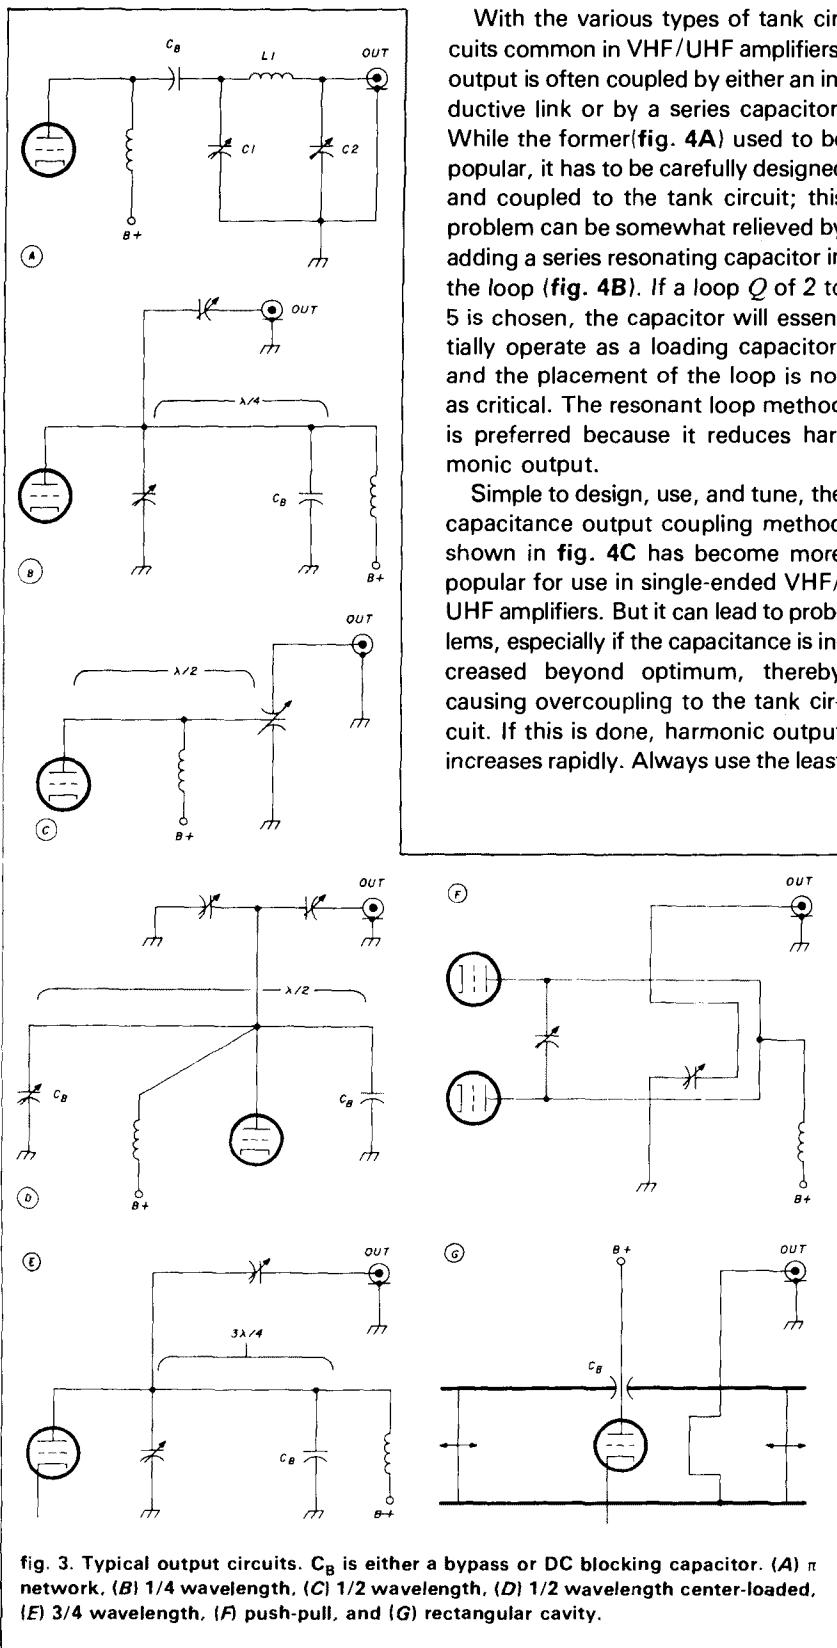 With the various types of tank cir
cuits common in VHF/UHF amplifiers
output is often coupled by either an in
ductive link or by a series capacitor
While the former(fig. 4A) used to be
popular, it has to be carefully designed
and coupled to the tank circuit; this
problem can be somewhat relieved by
adding a series resonating capacitor in
the loop (fig. 4B). If a loop Q of 2 to
5 is chosen, the capacitor will essen
tially operate as a loading capacitor
and the placement of the loop is no
as critical. The resonant loop method
is preferred because it reduces har
monic output.
Simple to design, use, and tune, the
capacitance output coupling method
shown in fig. 4C has become more
popular for use in single-ended VHF/
UHF amplifiers. But it can lead to prob
lems, especially if the capacitance is in
creased beyond optimum, thereby
causing overcoupling to the tank cir-
cuit. If this is done, harmonic output
increases rapidly. Always use the least
CB
L1
OUT
C1
C2
B+
A
OUT
λ/4
CB
B+
B
OUT
λ/2
B+
C
OUT
λ/2
CB
CB
B+
D
F
OUT
B+
E
OUT
3λ/4
CB
B+
G
B+
OUT
CB
fig. 3. Typical output circuits. CB is either a bypass or DC blocking capacitor. (A) π
network, (B) 1/4 wavelength, (C) 1/2 wavelength, (D) 1/2 wavelength center-loaded,
(E) 3/4 wavelength, (F) push-pull, and (G) rectangular cavity.